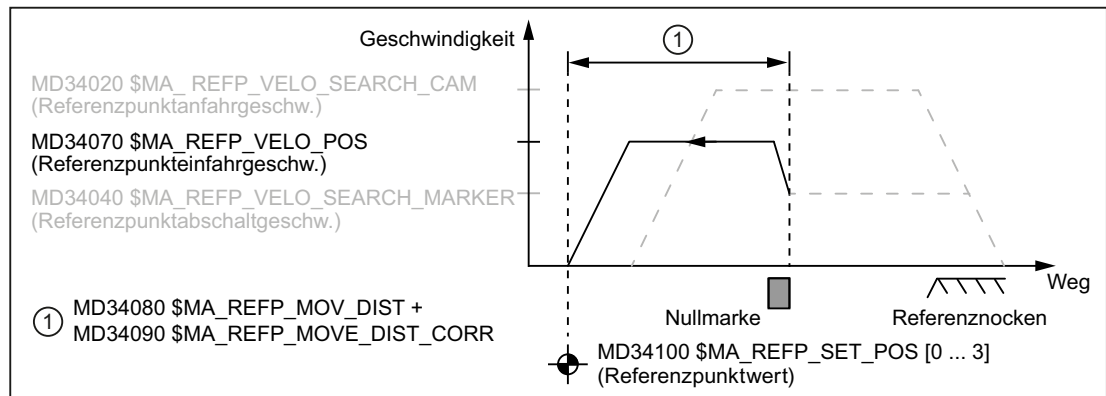 Geschwindigkeit
1
MD34020 $MA_ REFP_VELO_SEARCH_CAM
(Referenzpunktanfahrgeschw.)
MD34070 $MA_REFP_VELO_POS
(Referenzpunkteinfahrgeschw.)
MD34040 $MA_REFP_VELO_SEARCH_MARKER
(Referenzpunktabschaltgeschw.)
Weg
Nullmarke
Referenznocken
1 MD34080 $MA_REFP_MOV_DIST +
MD34090 $MA_REFP_MOVE_DIST_CORR
MD34100 $MA_REFP_SET_POS [0 ... 3]
(Referenzpunktwert)